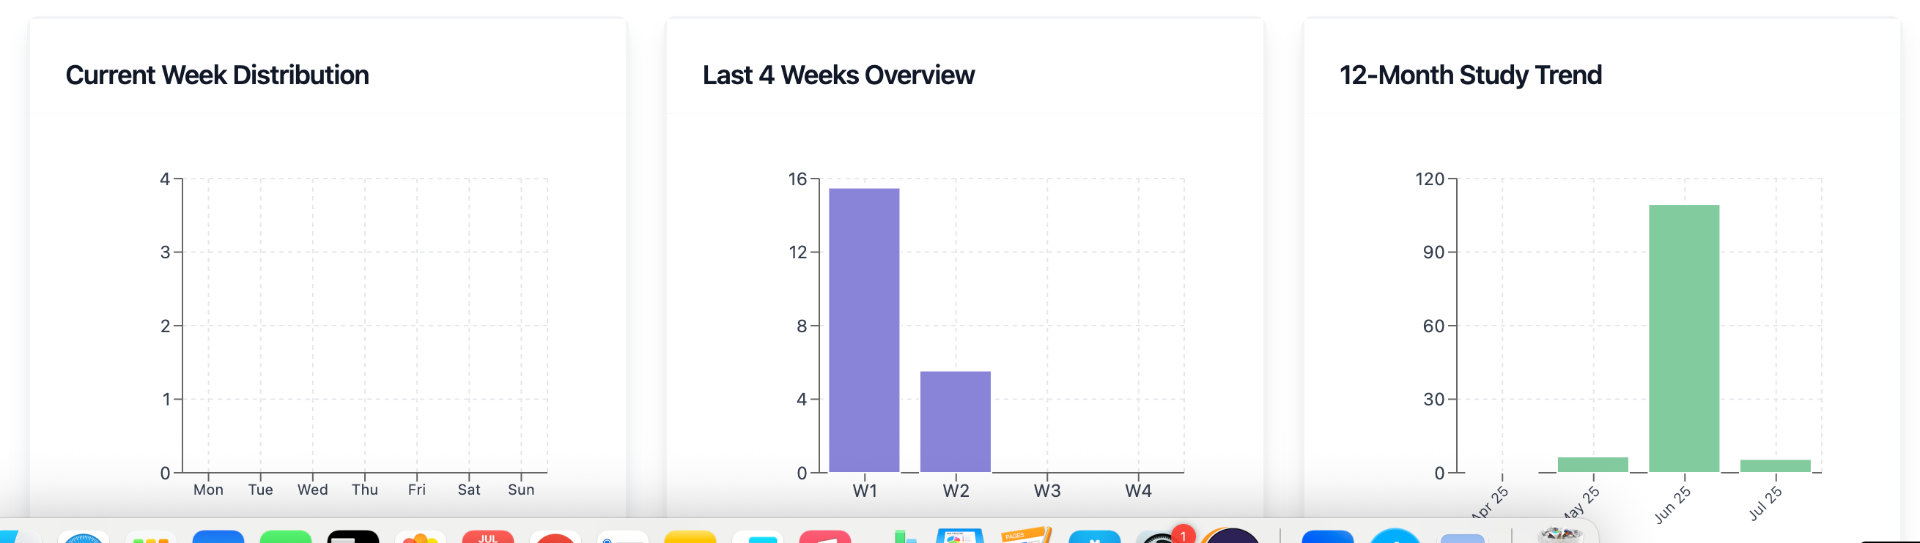 Current Week Distribution
4
3
2
1
0
Mon Tue Wed Thu Fri Sat Sun
Last 4 Weeks Overview
16
12
8
4
0
W1 W2 W3 W4
12-Month Study Trend
120
90
60
30
0
Apr 25
May 25
Jun 25
Jul 25
JUL
PAGES
1